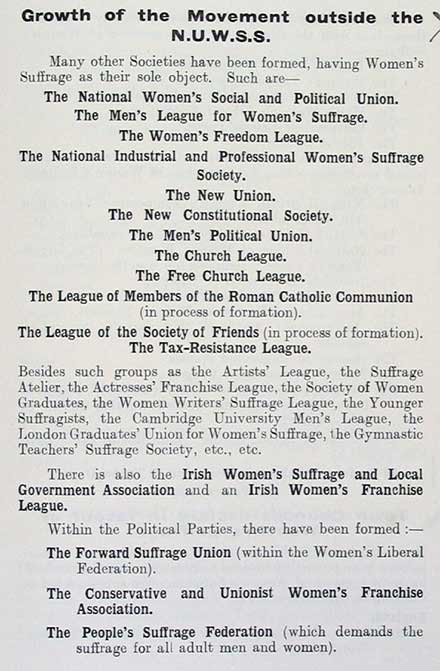 Growth of the Movement outside the
N.U.W.S.S.
Many other Societies have been formed, having Women's
Suffrage as their sole object. Such are—
The National Women's Social and Political Union.
The Men's League for Women's Suffrage.
The Women's Freedom League.
The National Industrial and Professional Women's Suffrage
Society.
The New Union.
The New Constitutional Society.
The Men's Political Union.
The Church League.
The Free Church League.
The League of Members of the Roman Catholic Communion
(in process of formation).
The League of the Society of Friends (in process of formation).
The Tax-Resistance League.
Besides such groups as the Artists' League, the Suffrage
Atelier, the Actresses' Franchise League, the Society of Women
Graduates, the Women Writers' Suffrage League, the Younger
Suffragists, the Cambridge University Men's League, the
London Graduates' Union for Women's Suffrage, the Gymnastic
Teachers' Suffrage Society, etc., etc.
There is also the Irish Women's Suffrage and Local
Government Association and an Irish Women's Franchise
League.
Within the Political Parties, there have been formed :—
The Forward Suffrage Union (within the Women's Liberal
Federation).
The Conservative and Unionist Women's Franchise
Association.
The People's Suffrage Federation (which demands the
suffrage for all adult men and women).